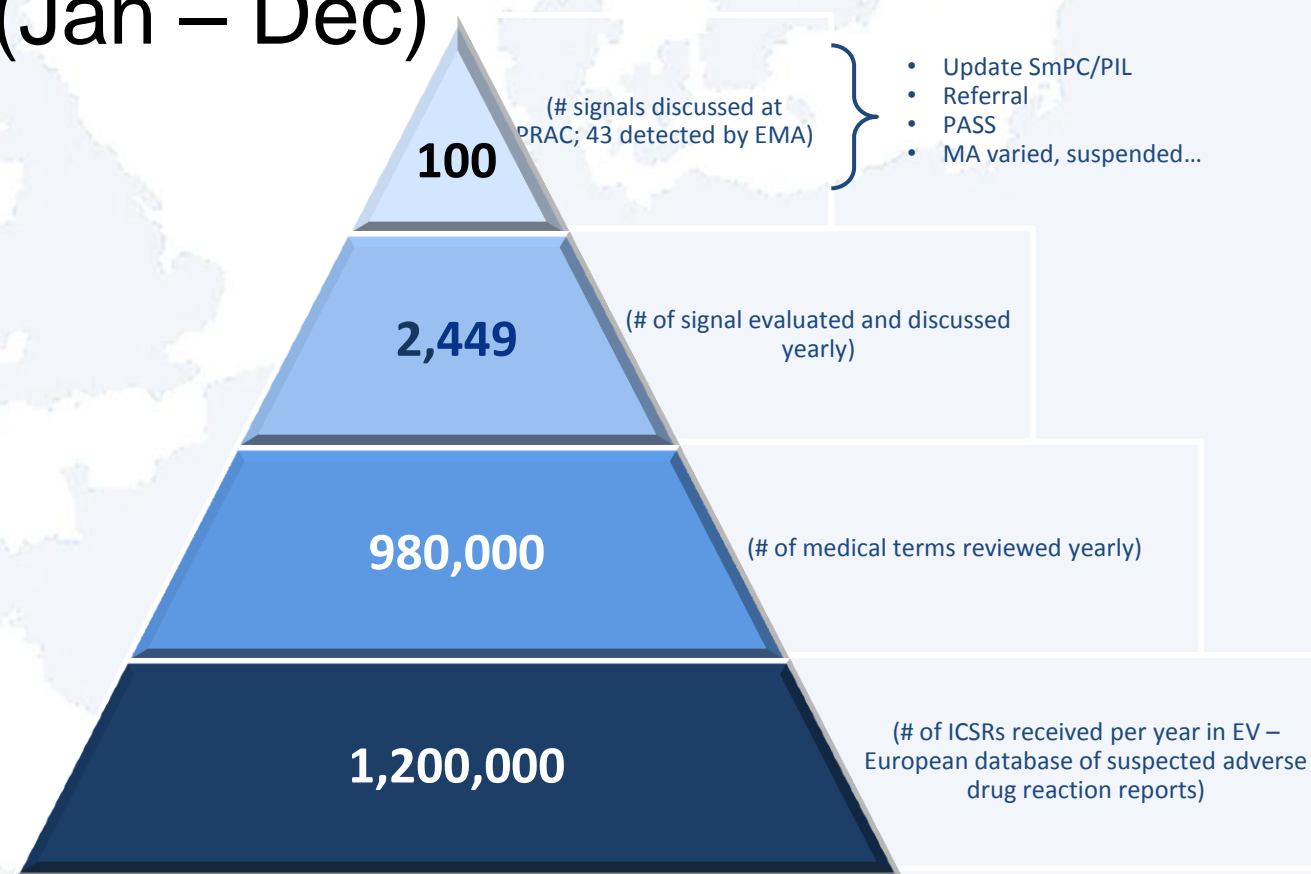 (Jan – Dec)
100
(# signals discussed at
PRAC; 43 detected by EMA)
• Update SmPC/PIL
• Referral
• PASS
• MA varied, suspended...
2,449
(# of signal evaluated and discussed
yearly)
980,000
(# of medical terms reviewed yearly)
1,200,000
(# of ICSRs received per year in EV –
European database of suspected adverse
drug reaction reports)